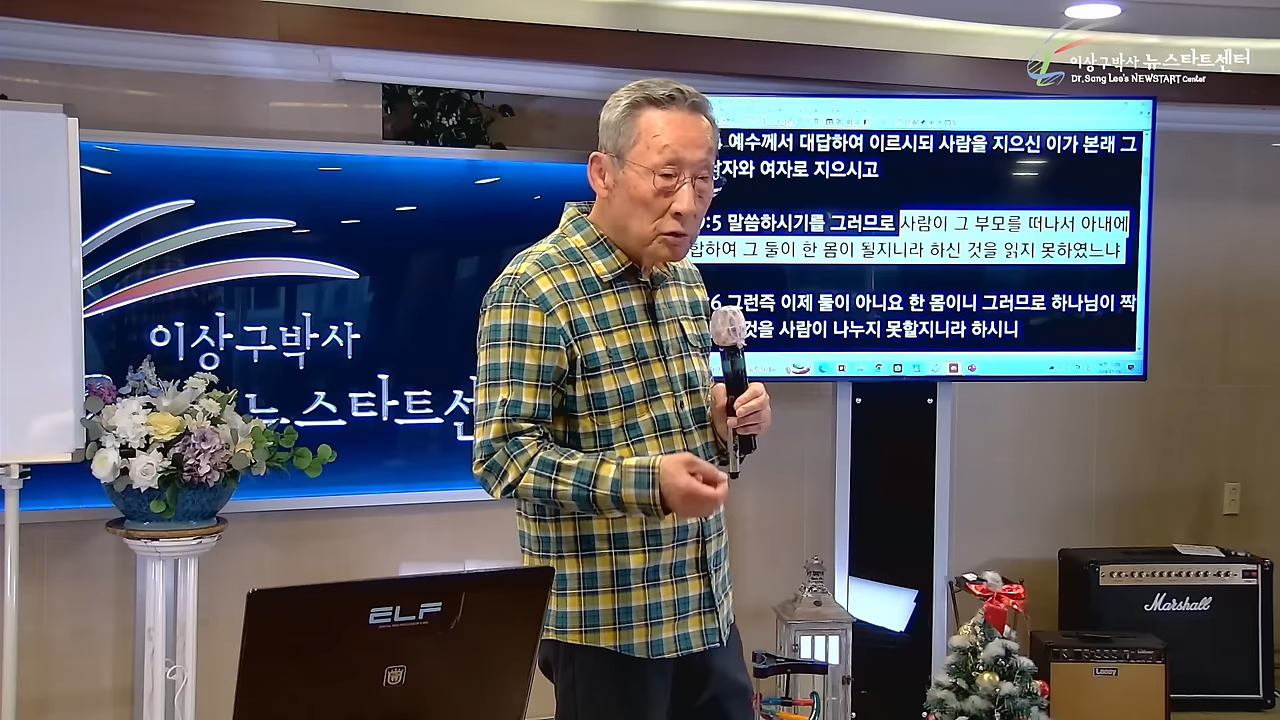 이상구박사 뉴스타트센터
Dr. Sang Lee's NEWSTART Center
예수께서 대답하여 이르시되 사람을 지으신 이가 본래 그
남자와 여자로 지으시고
:5 말씀하시기를 그러므로 사람이 그 부모를 떠나서 아내에
합하여 그 둘이 한 몸이 될지니라 하신 것을 읽지 못하였느냐
6 그런즉 이제 둘이 아니요 한 몸이니 그러므로 하나님이 짝
것을 사람이 나누지 못할지니라 하시니
이상구박사
뉴스타트센
ELF
Marshall
Laney